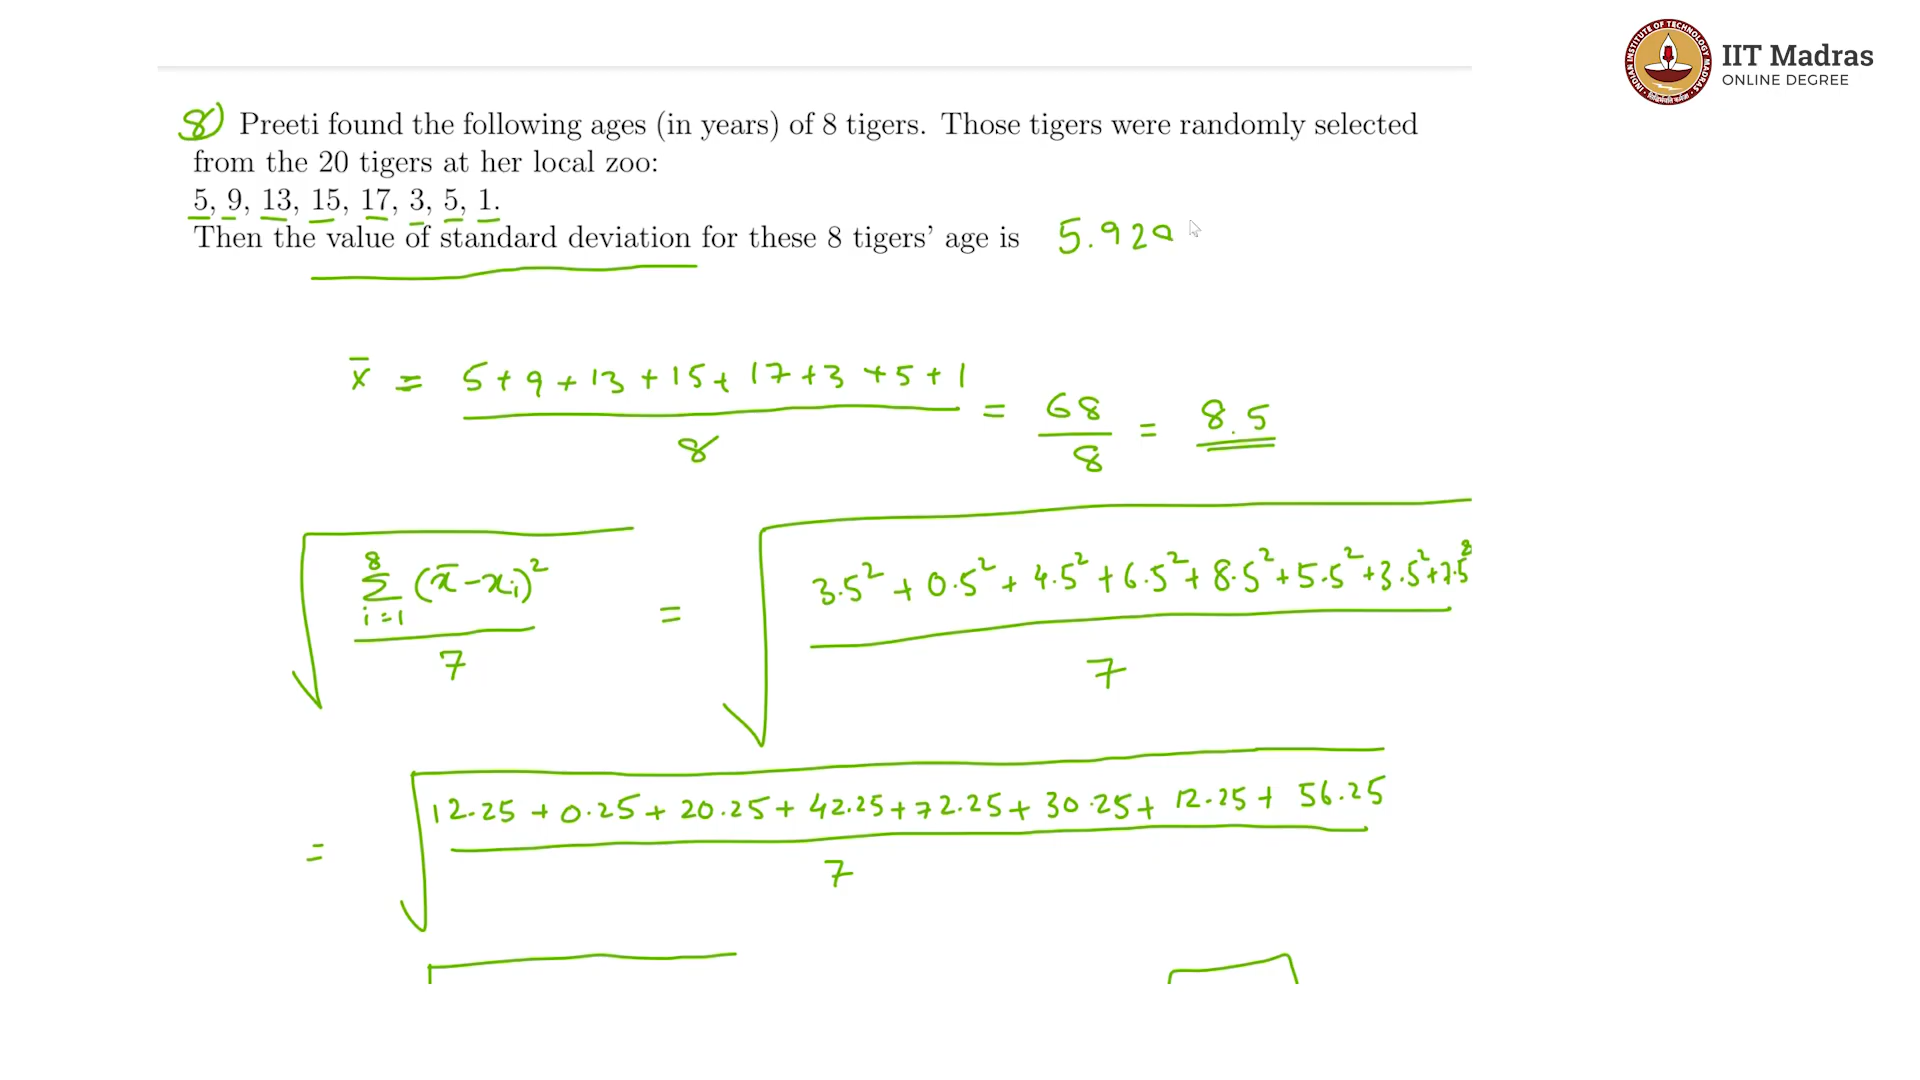 IIT Madras
ONLINE DEGREE
8) Preeti found the following ages (in years) of 8 tigers. Those tigers were randomly selected
from the 20 tigers at her local zoo:
5, 9, 13, 15, 17, 3, 5, 1.
Then the value of standard deviation for these 8 tigers’ age is 5.929
x̄ = (5+9+13+15+17+3+5+1)/8 = 68/8 = 8.5
√(∑_{i=1}^{8} (x̄-xᵢ)²/7) = √((3.5²+0.5²+4.5²+6.5²+8.5²+5.5²+3.5²+7.5²)/7)
= √((12.25+0.25+20.25+42.25+72.25+30.25+12.25+56.25)/7)